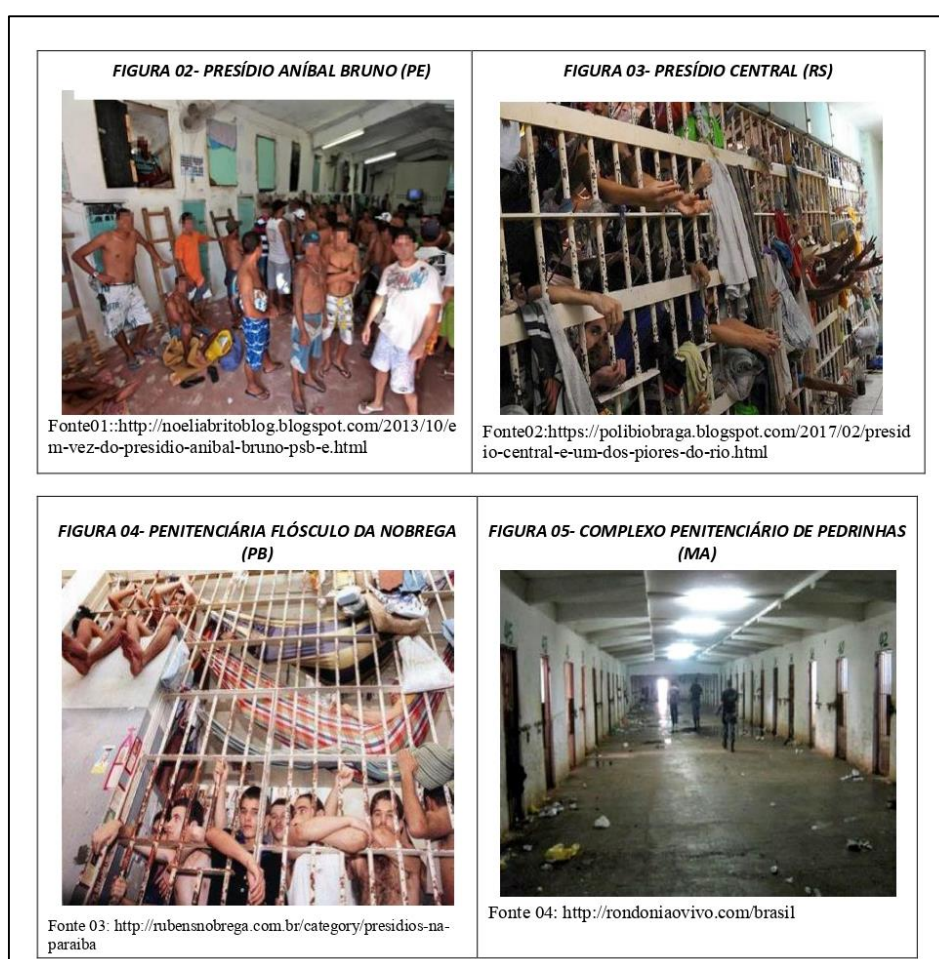 FIGURA 02- PRESÍDIO ANÍBAL BRUNO (PE)
Fonte01::http://noeliabritoblog.blogspot.com/2013/10/e
m-vez-do-presidio-anibal-bruno-psb-e.html
FIGURA 03- PRESÍDIO CENTRAL (RS)
Fonte02:https://polibiobraga.blogspot.com/2017/02/presid
io-central-e-um-dos-piores-do-rio.html
FIGURA 04- PENITENCIÁRIA FLÓSCULO DA NOBREGA
(PB)
Fonte 03: http://rubensnobrega.com.br/category/presidios-na-
paraiba
FIGURA 05- COMPLEXO PENITENCIÁRIO DE PEDRINHAS
(MA)
Fonte 04: http://rondoniaovivo.com/brasil